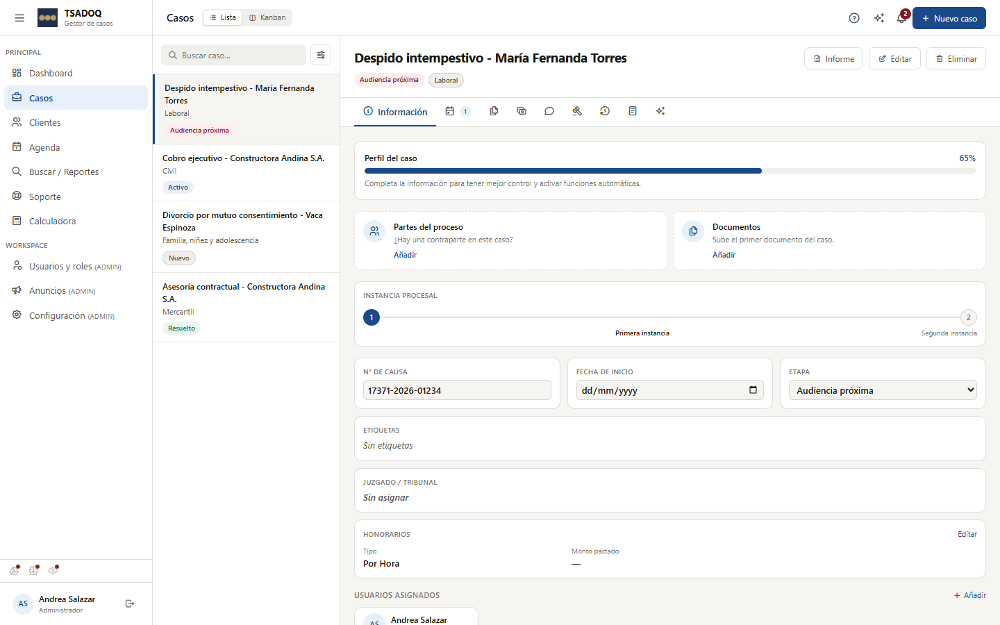 TSADOQ
Gestor de casos
PRINCIPAL
Dashboard
Casos
Clientes
Agenda
Buscar / Reportes
Soporte
Calculadora
WORKSPACE
Usuarios y roles (ADMIN)
Anuncios (ADMIN)
Configuración (ADMIN)
AS
Andrea Salazar
Administrador
Casos
Lista
Kanban
2
+ Nuevo caso
Buscar caso...
Despido intempestivo - María Fernanda
Torres
Laboral
Audiencia próxima
Cobro ejecutivo - Constructora Andina S.A.
Civil
Activo
Divorcio por mutuo consentimiento - Vaca
Espinoza
Familia, niñez y adolescencia
Nuevo
Asesoría contractual - Constructora Andina
S.A.
Mercantil
Resuelto
Despido intempestivo - María Fernanda Torres
Informe
Editar
Eliminar
Audiencia próxima
Laboral
Información
1
Perfil del caso
65%
Completa la información para tener mejor control y activar funciones automáticas.
Partes del proceso
¿Hay una contraparte en este caso?
Añadir
Documentos
Sube el primer documento del caso.
Añadir
INSTANCIA PROCESAL
1
2
Primera instancia
Segunda instancia
N° DE CAUSA
17371-2026-01234
FECHA DE INICIO
dd/mm/yyyy
ETAPA
Audiencia próxima
ETIQUETAS
Sin etiquetas
JUZGADO / TRIBUNAL
Sin asignar
HONORARIOS
Editar
Tipo
Por Hora
Monto pactado
—
USUARIOS ASIGNADOS
+ Añadir
AS
Andrea Salazar